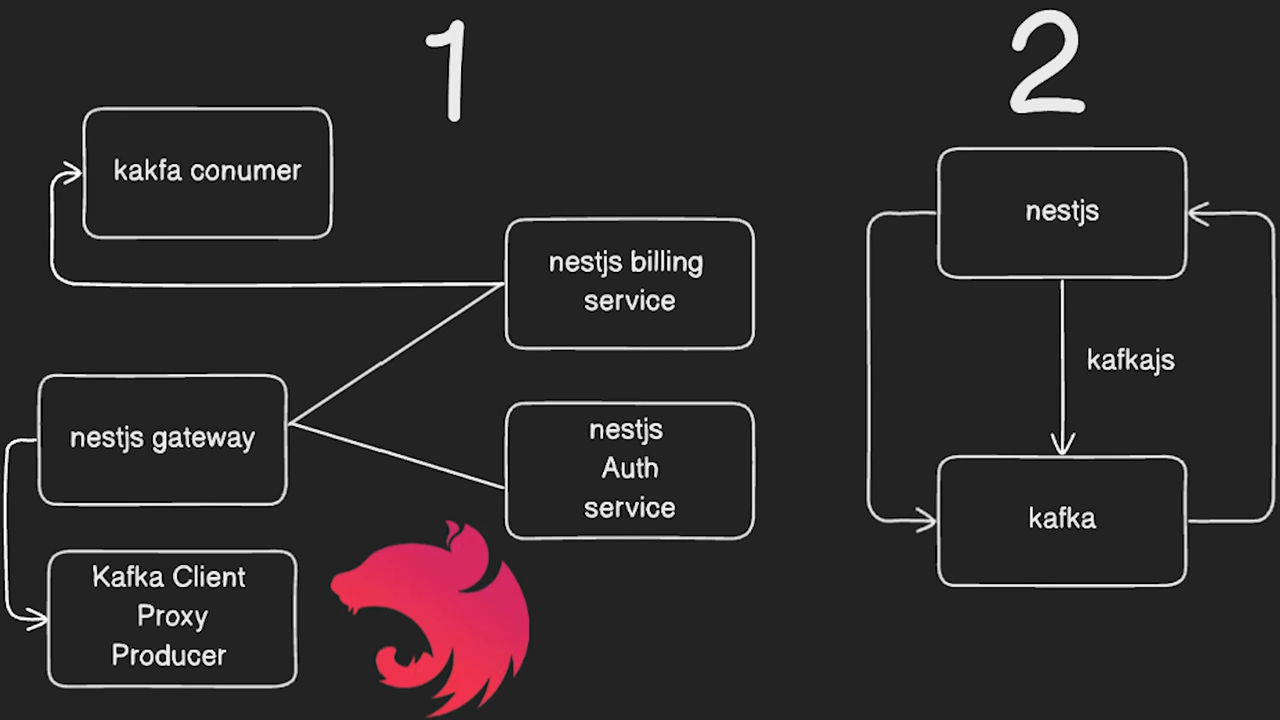 1
kakfa conumer
nestjs billing
service
nestjs gateway
nestjs
Auth
service
Kafka Client
Proxy
Producer
2
nestjs
kafkajs
kafka